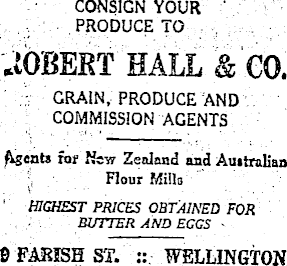 CONSIGN YOUR
PRODUCE TO
ROBERT HALL & CO.
GRAIN, PRODUCE AND
COMMISSION AGENTS
Agents for New Zealand and Australian
Flour Mills
HIGHEST PRICES OBTAINED FOR
BUTTER AND EGGS
9 FARISH ST. :: WELLINGTON